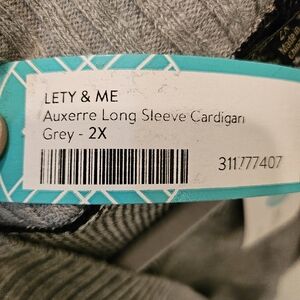 LETY & ME
Auxerre Long Sleeve Cardigan
Grey - 2X
311777407